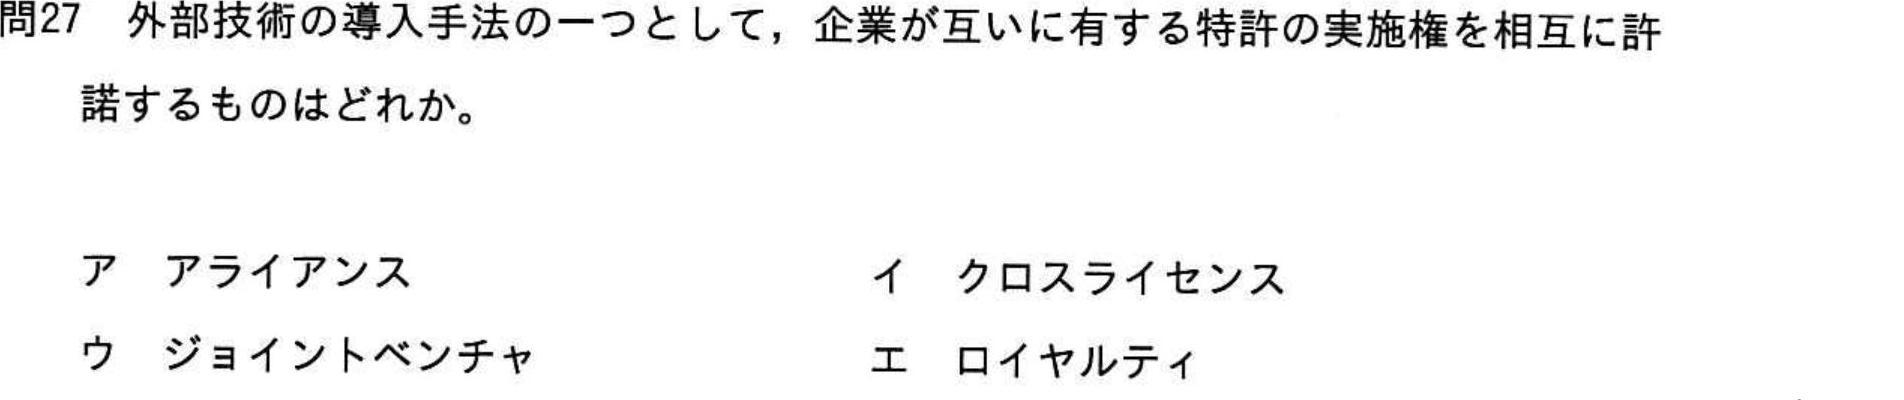 問27　外部技術の導入手法の一つとして，企業が互いに有する特許の実施権を相互に許
諾するものはどれか。
ア　アライアンス　イ　クロスライセンス
ウ　ジョイントベンチャ　エ　ロイヤルティ